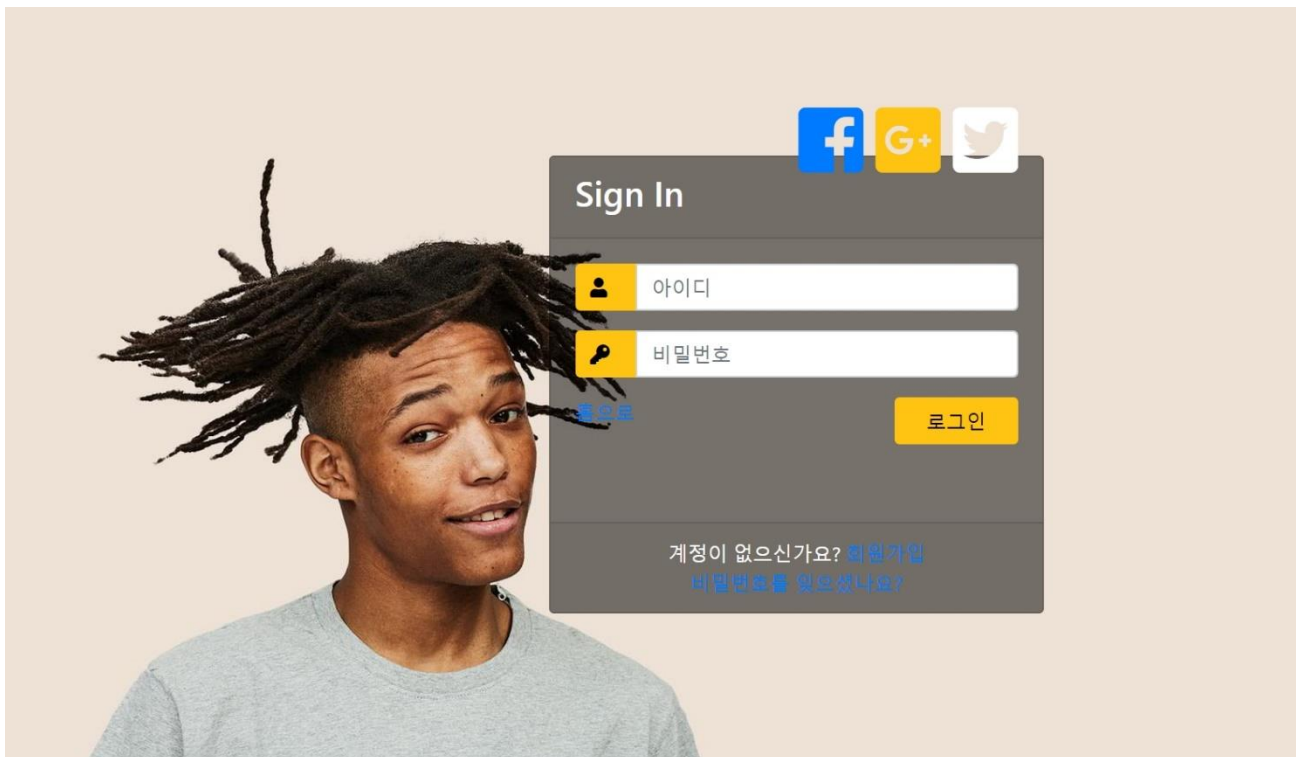 G+
Sign In
아이디
비밀번호
홈으로
로그인
계정이 없으신가요? 회원가입
비밀번호를 잊으셨나요?